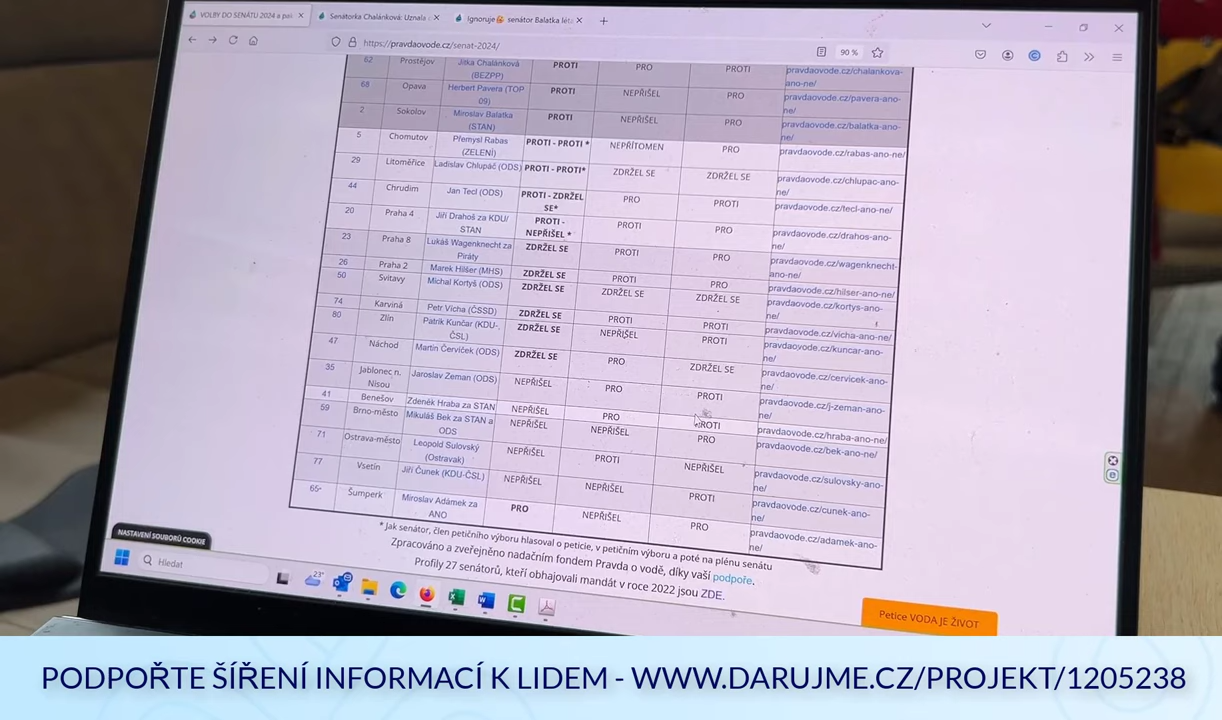 VOLBY DO SENÁTU 2024 a pa
Senátorka Chalánková: Uznala
Ignoruje senátor Balatka lét
https://pravdaovode.cz/senat-2024/
90 %
62 Prostějov Jitka Chalánková (BEZPP) PROTI PRO PROTI pravdaovode.cz/chalankova-ano-ne/
68 Opava Herbert Pavera (TOP 09) PROTI NEPŘIŠEL PRO pravdaovode.cz/pavera-ano-ne/
2 Sokolov Miroslav Balatka (STAN) PROTI NEPŘIŠEL PRO pravdaovode.cz/balatka-ano-ne/
5 Chomutov Přemysl Rabas (ZELENÍ) PROTI - PROTI * NEPŘÍTOMEN PRO pravdaovode.cz/rabas-ano-ne/
29 Litoměřice Ladislav Chlupáč (ODS) PROTI - PROTI* ZDRŽEL SE ZDRŽEL SE pravdaovode.cz/chlupac-ano-ne/
44 Chrudim Jan Tecl (ODS) PROTI - ZDRŽEL SE* PRO PROTI pravdaovode.cz/tecl-ano-ne/
20 Praha 4 Jiří Drahoš za KDU/STAN PROTI - NEPŘIŠEL * PROTI PRO pravdaovode.cz/drahos-ano-ne/
23 Praha 8 Lukáš Wagenknecht za Piráty ZDRŽEL SE PROTI PRO pravdaovode.cz/wagenknecht-ano-ne/
26 Praha 2 Marek Hilšer (MHS) ZDRŽEL SE PROTI PRO pravdaovode.cz/hilser-ano-ne/
50 Svitavy Michal Kortyš (ODS) ZDRŽEL SE ZDRŽEL SE ZDRŽEL SE pravdaovode.cz/kortys-ano-ne/
74 Karviná Petr Vícha (ČSSD) ZDRŽEL SE PROTI PROTI pravdaovode.cz/vicha-ano-ne/
80 Zlín Patrik Kunčar (KDU-ČSL) ZDRŽEL SE NEPŘIŠEL PROTI pravdaovode.cz/kuncar-ano-ne/
47 Náchod Martin Červíček (ODS) ZDRŽEL SE PRO ZDRŽEL SE pravdaovode.cz/cervicek-ano-ne/
35 Jablonec n. Nisou Jaroslav Zeman (ODS) NEPŘIŠEL PRO PROTI pravdaovode.cz/j-zeman-ano-ne/
41 Benešov Zdeněk Hraba za STAN NEPŘIŠEL PRO PROTI pravdaovode.cz/hraba-ano-ne/
59 Brno-město Mikuláš Bek za STAN a ODS NEPŘIŠEL NEPŘIŠEL PRO pravdaovode.cz/bek-ano-ne/
71 Ostrava-město Leopold Sulovský (Ostravak) NEPŘIŠEL PROTI NEPŘIŠEL pravdaovode.cz/sulovsky-ano-ne/
77 Vsetín Jiří Čunek (KDU-ČSL) NEPŘIŠEL NEPŘIŠEL PROTI pravdaovode.cz/cunek-ano-ne/
65 Šumperk Miroslav Adámek za ANO PRO NEPŘIŠEL PRO pravdaovode.cz/adamek-ano-ne/
* Jak senátor, člen petičního výboru hlasoval o peticie, v petičním výboru a poté na plénu senátu
Zpracováno a zveřejněno nadačním fondem Pravda o vodě, díky vaší podpoře.
Profily 27 senátorů, kteří obhajovali mandát v roce 2022 jsou ZDE.
NASTAVENÍ SOUBORŮ COOKIE
Petice VODA JE ŽIVOT
Hledat
23°
PODPOŘTE ŠÍŘENÍ INFORMACÍ K LIDEM - WWW.DARUJME.CZ/PROJEKT/1205238